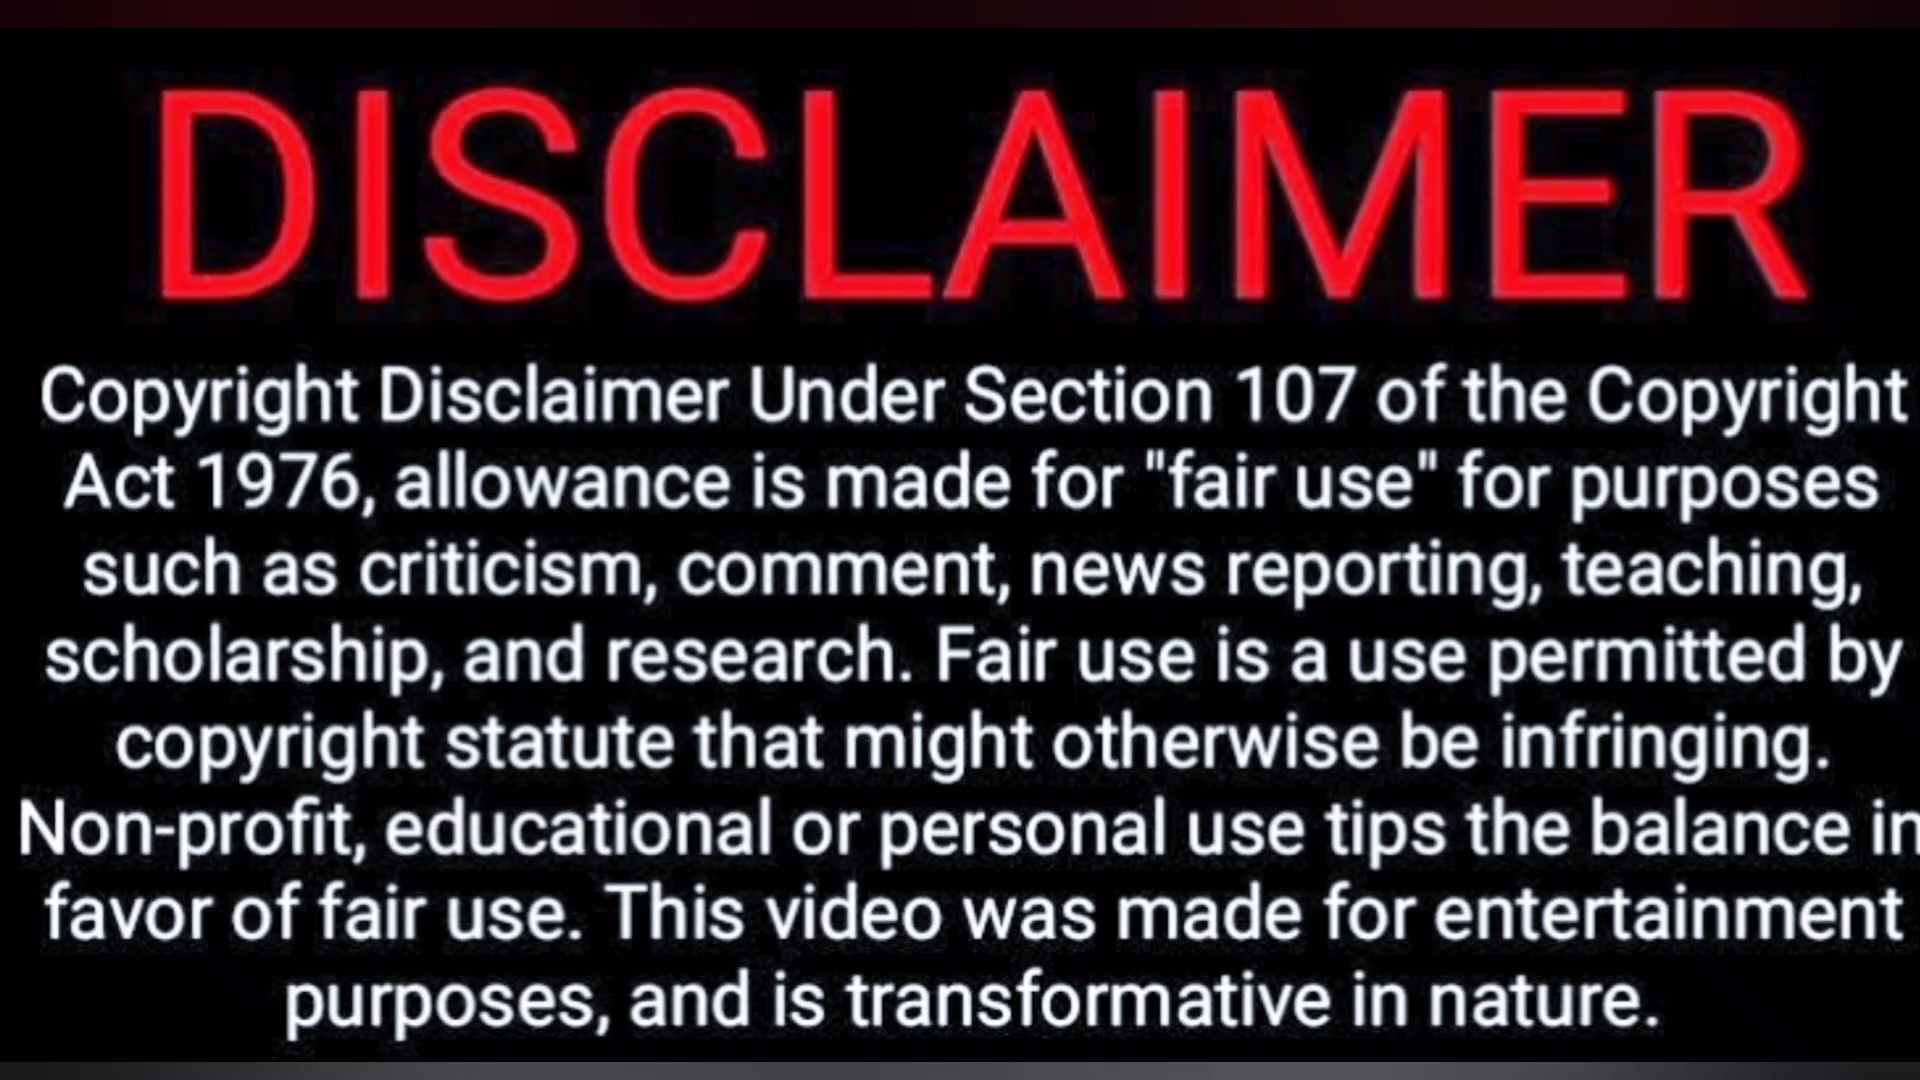 DISCLAIMER
Copyright Disclaimer Under Section 107 of the Copyright
Act 1976, allowance is made for "fair use" for purposes
such as criticism, comment, news reporting, teaching,
scholarship, and research. Fair use is a use permitted by
copyright statute that might otherwise be infringing.
Non-profit, educational or personal use tips the balance in
favor of fair use. This video was made for entertainment
purposes, and is transformative in nature.